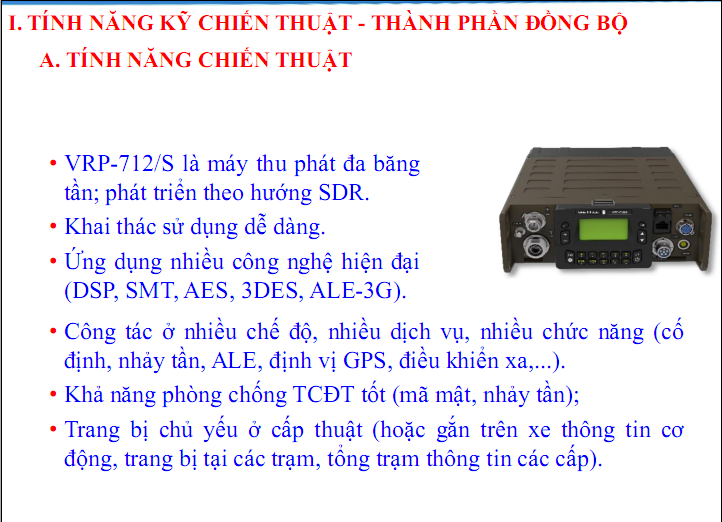 I. TÍNH NĂNG KỸ CHIẾN THUẬT - THÀNH PHẦN ĐỒNG BỘ
A. TÍNH NĂNG CHIẾN THUẬT
• VRP-712/S là máy thu phát đa băng
tần; phát triển theo hướng SDR.
• Khai thác sử dụng dễ dàng.
• Ứng dụng nhiều công nghệ hiện đại
(DSP, SMT, AES, 3DES, ALE-3G).
• Công tác ở nhiều chế độ, nhiều dịch vụ, nhiều chức năng (cố
định, nhảy tần, ALE, định vị GPS, điều khiển xa,...).
• Khả năng phòng chống TCĐT tốt (mã mật, nhảy tần);
• Trang bị chủ yếu ở cấp thuật (hoặc gắn trên xe thông tin cơ
động, trang bị tại các trạm, tổng trạm thông tin các cấp).